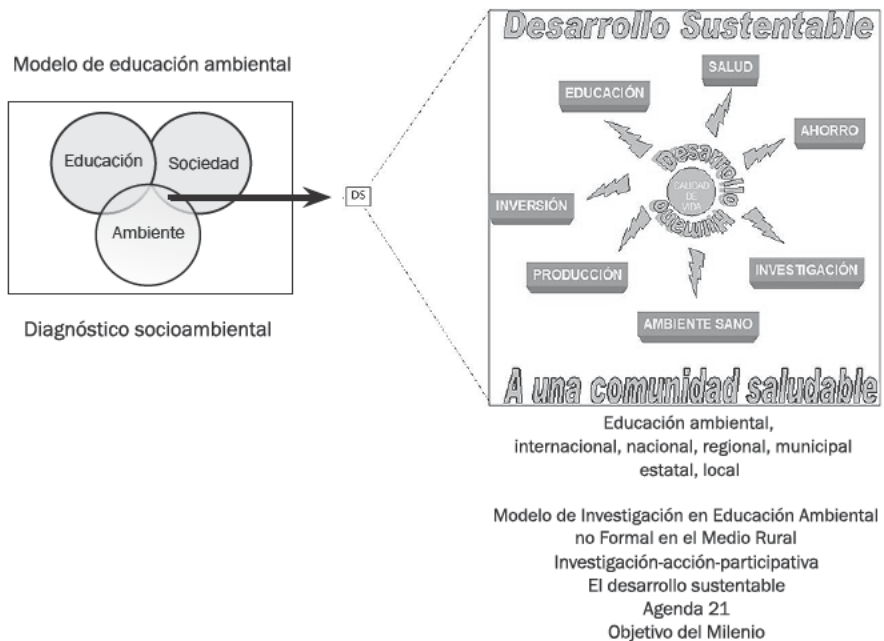 Modelo de educación ambiental
Educación
Sociedad
Ambiente
Diagnóstico socioambiental
DS
Desarrollo Sustentable
SALUD
EDUCACIÓN
AHORRO
Desarrollo
CALIDAD
DE
VIDA
Humano
INVERSIÓN
PRODUCCIÓN
INVESTIGACIÓN
AMBIENTE SANO
A una comunidad saludable
Educación ambiental,
internacional, nacional, regional, municipal
estatal, local
Modelo de Investigación en Educación Ambiental
no Formal en el Medio Rural
Investigación-acción-participativa
El desarrollo sustentable
Agenda 21
Objetivo del Milenio